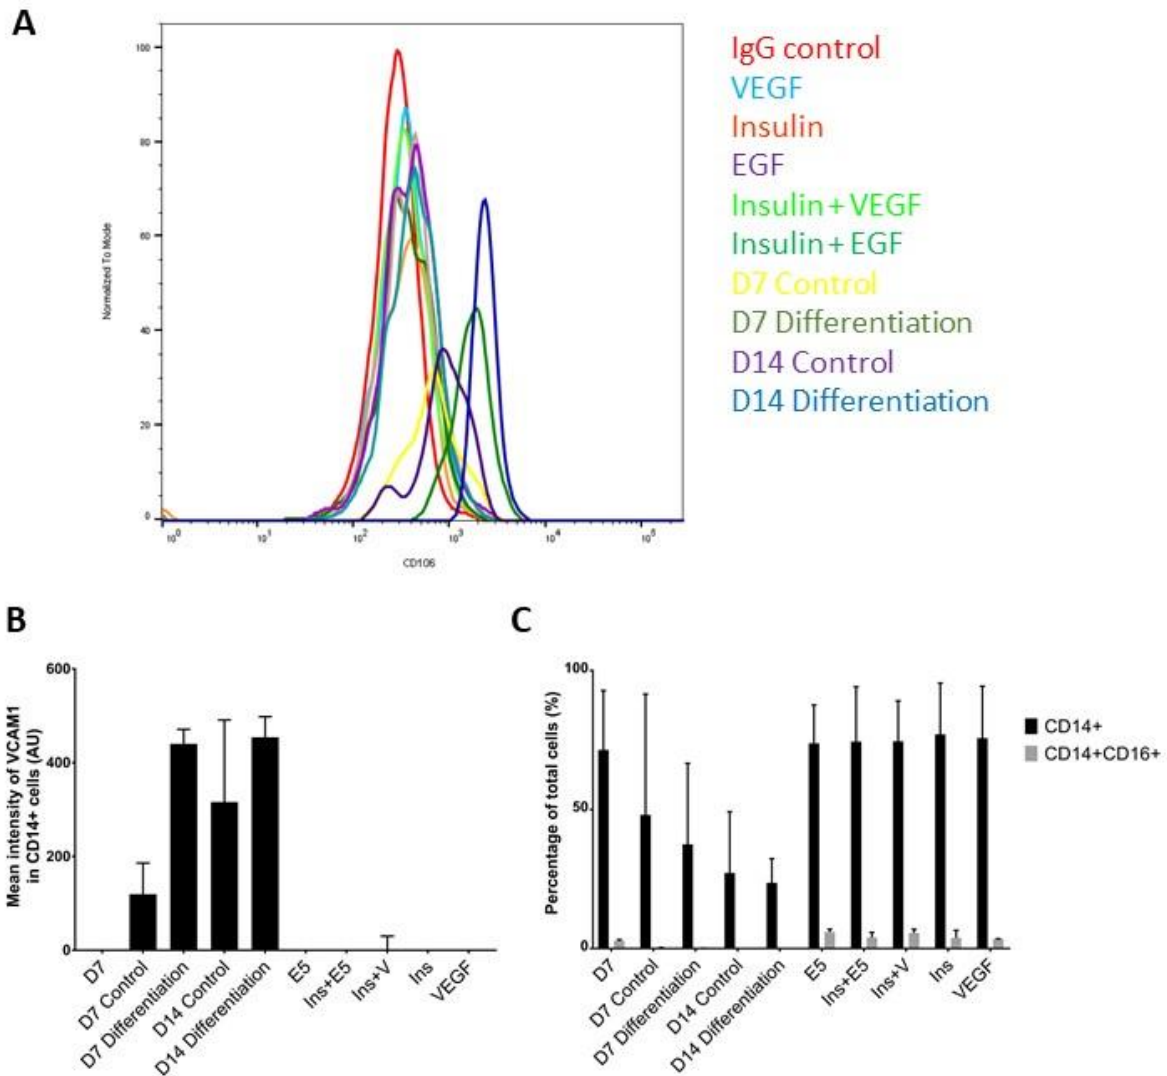 A
IgG control
VEGF
Insulin
EGF
Insulin + VEGF
Insulin + EGF
D7 Control
D7 Differentiation
D14 Control
D14 Differentiation
Normalized To Mode
100
80
60
40
20
0
10^0
10^1
10^2
10^3
10^4
10^5
CD106
B
Mean intensity of VCAM1
in CD14+ cells (AU)
600
400
200
0
D7
D7 Control
D7 Differentiation
D14 Control
D14 Differentiation
E5
Ins+E5
Ins+V
Ins
VEGF
C
Percentage of total cells (%)
100
50
0
D7
D7 Control
D7 Differentiation
D14 Control
D14 Differentiation
E5
Ins+E5
Ins+V
Ins
VEGF
CD14+
CD14+CD16+